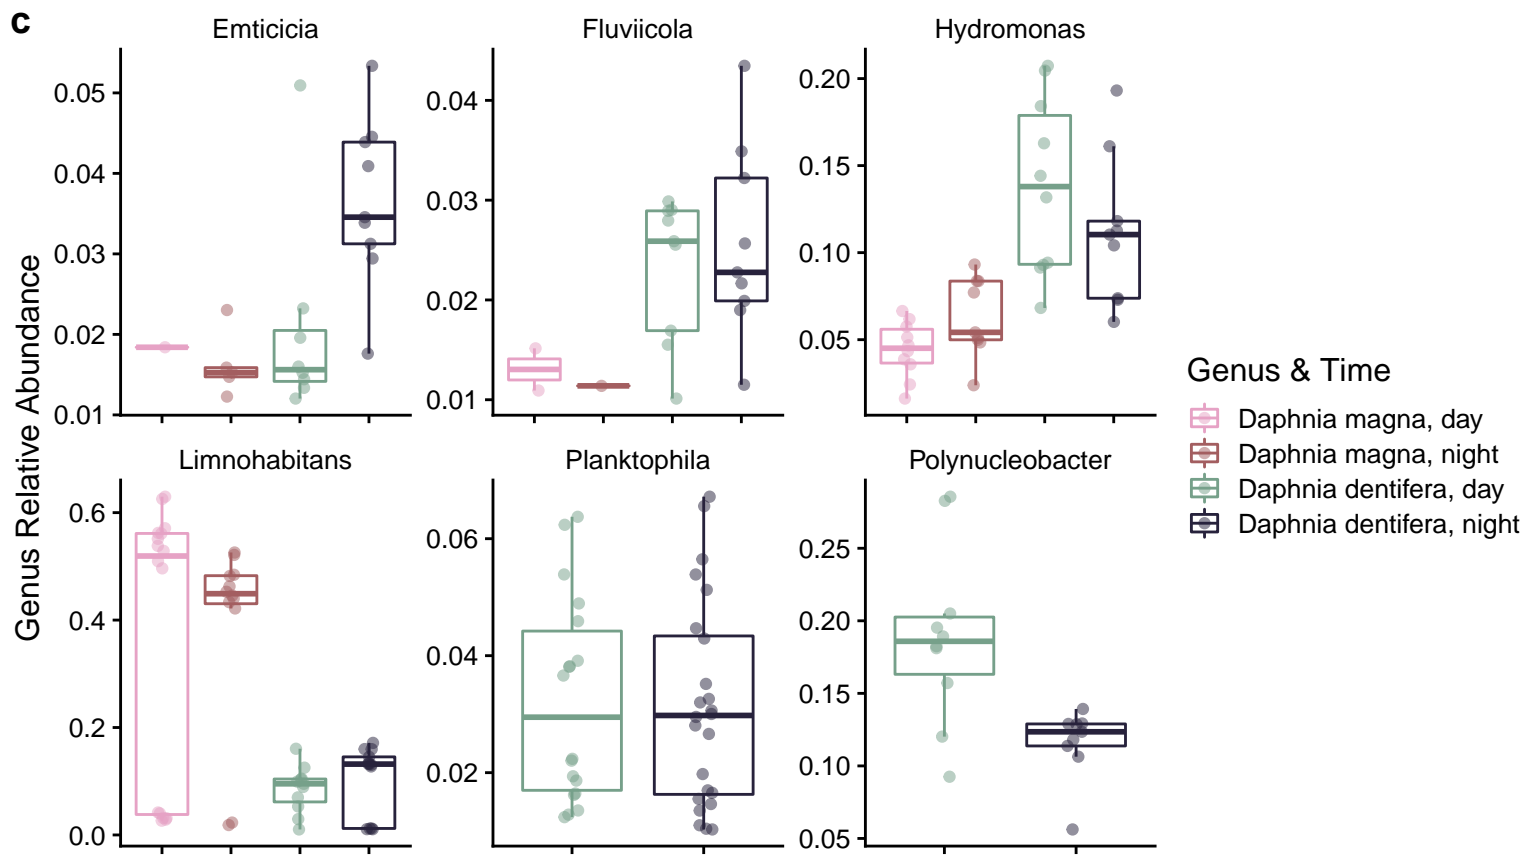 c
Emticicia
Fluviicola
Hydromonas
0.05
0.04
0.03
0.02
0.01
0.04
0.03
0.02
0.01
0.20
0.15
0.10
0.05
Genus Relative Abundance
Limnohabitans
Planktophila
Polynucleobacter
0.6
0.4
0.2
0.0
0.06
0.04
0.02
0.25
0.20
0.15
0.10
0.05
Genus & Time
Daphnia magna, day
Daphnia magna, night
Daphnia dentifera, day
Daphnia dentifera, night